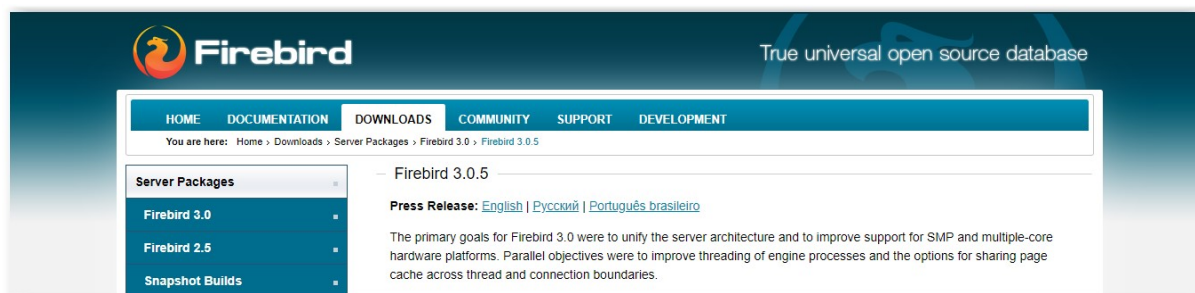 Firebird
True universal open source database
HOME DOCUMENTATION DOWNLOADS COMMUNITY SUPPORT DEVELOPMENT
You are here: Home › Downloads › Server Packages › Firebird 3.0 › Firebird 3.0.5
Server Packages
Firebird 3.0
Firebird 2.5
Snapshot Builds
Firebird 3.0.5
Press Release: English | Русский | Português brasileiro
The primary goals for Firebird 3.0 were to unify the server architecture and to improve support for SMP and multiple-core
hardware platforms. Parallel objectives were to improve threading of engine processes and the options for sharing page
cache across thread and connection boundaries.